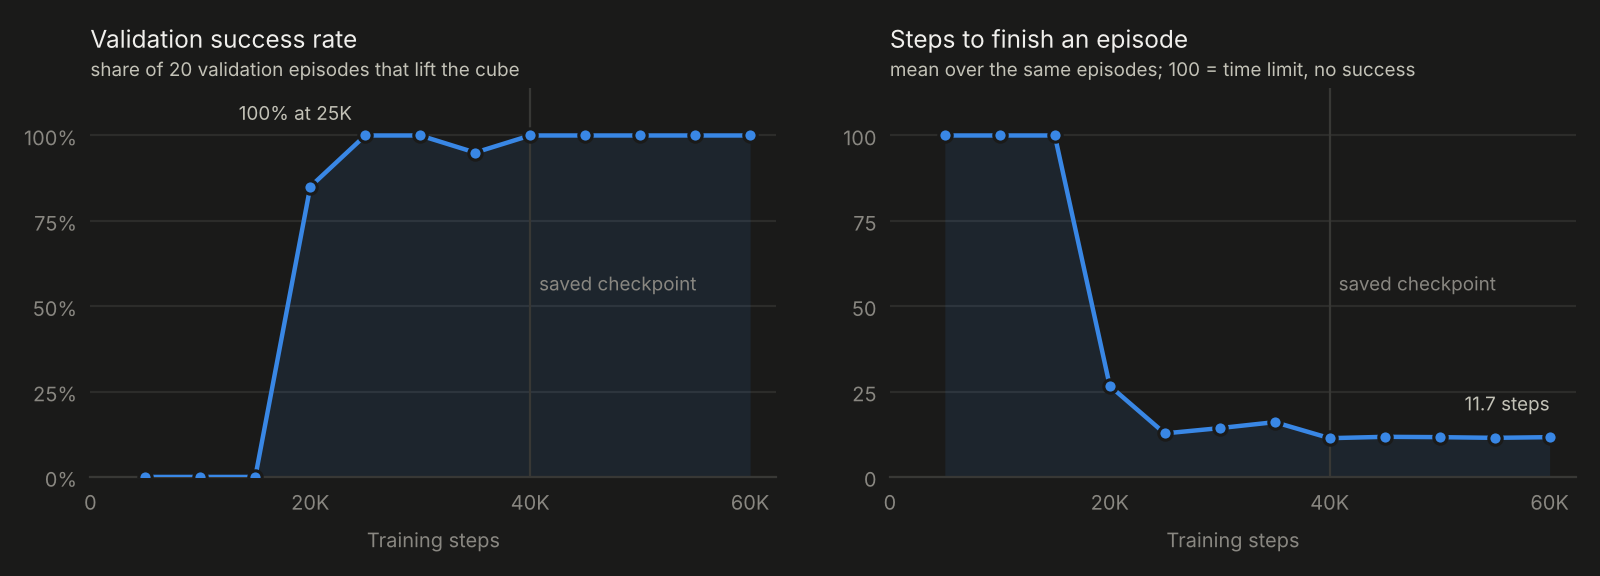 Validation success rate
share of 20 validation episodes that lift the cube
100% at 25K
100%
75%
saved checkpoint
50%
25%
0%
0 20K 40K 60K
Training steps
Steps to finish an episode
mean over the same episodes; 100 = time limit, no success
100
75
saved checkpoint
50
25
11.7 steps
0
0 20K 40K 60K
Training steps